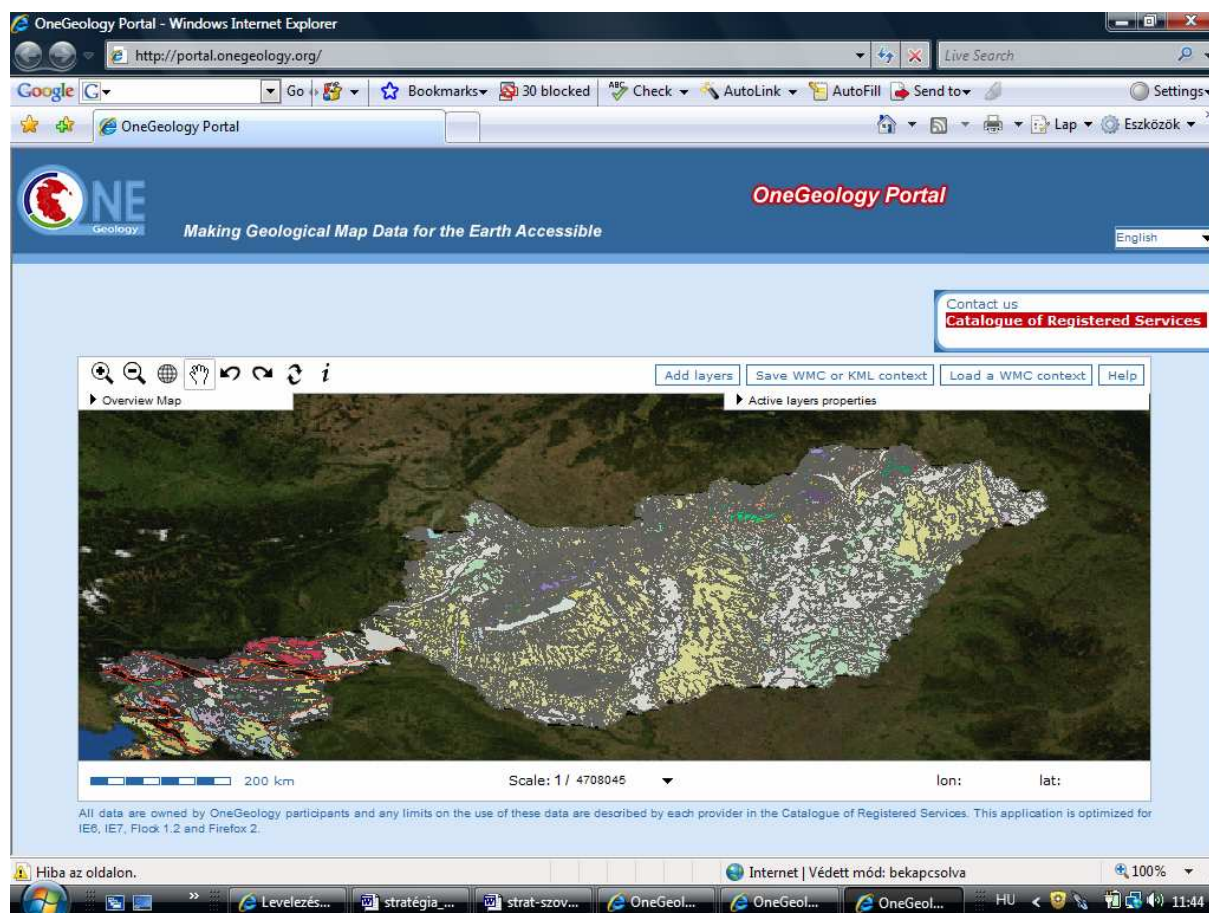 OneGeology Portal - Windows Internet Explorer
http://portal.onegeology.org/
Live Search
Google G Go Bookmarks 30 blocked ABC Check AutoLink AutoFill Send to Settings
OneGeology Portal
Lap Eszközök
ONE
Geology
OneGeology Portal
Making Geological Map Data for the Earth Accessible
English
Contact us
Catalogue of Registered Services
i
Add layers Save WMC or KML context Load a WMC context Help
Overview Map
Active layers properties
200 km Scale: 1 / 4708045 lon: lat:
All data are owned by OneGeology participants and any limits on the use of these data are described by each provider in the Catalogue of Registered Services. This application is optimized for
IE6, IE7, Flock 1.2 and Firefox 2.
Hiba az oldalon. Internet | Védett mód: bekapcsolva 100%
» Levelezés... stratégia_... strat-szov... OneGeol... OneGeol... OneGeol... HU 11:44